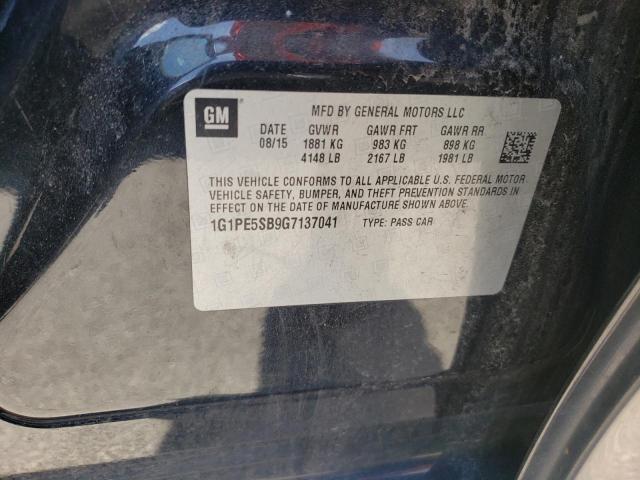 GM
MFD BY GENERAL MOTORS LLC
DATE GVWR GAWR FRT GAWR RR
08/15 1881 KG 983 KG 898 KG
4148 LB 2167 LB 1981 LB
THIS VEHICLE CONFORMS TO ALL APPLICABLE U.S. FEDERAL MOTOR
VEHICLE SAFETY, BUMPER, AND THEFT PREVENTION STANDARDS IN
EFFECT ON THE DATE OF MANUFACTURE SHOWN ABOVE.
1G1PE5SB9G7137041 TYPE: PASS CAR